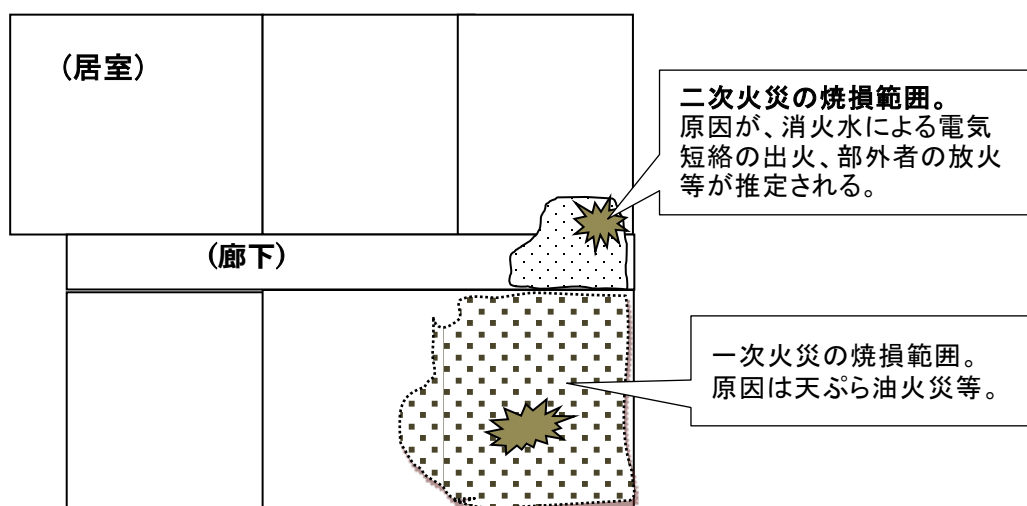 (居室)
二次火災の焼損範囲。
原因が、消火水による電気
短絡の出火、部外者の放火
等が推定される。
(廊下)
一次火災の焼損範囲。
原因は天ぷら油火災等。